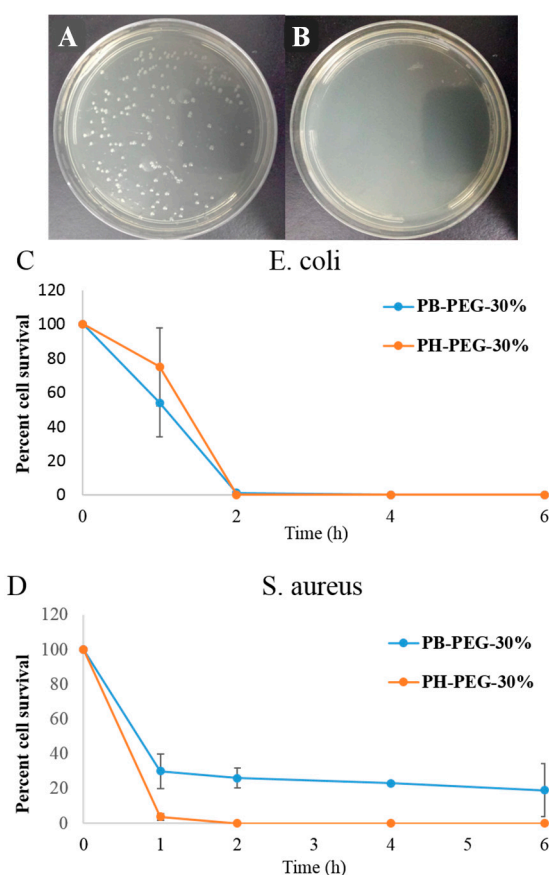 A
B
C
E. coli
120
100
80
60
40
20
0
Percent cell survival
PB-PEG-30%
PH-PEG-30%
0
2
4
6
Time (h)
D
S. aureus
120
100
80
60
40
20
0
Percent cell survival
PB-PEG-30%
PH-PEG-30%
0
1
2
3
4
5
6
Time (h)